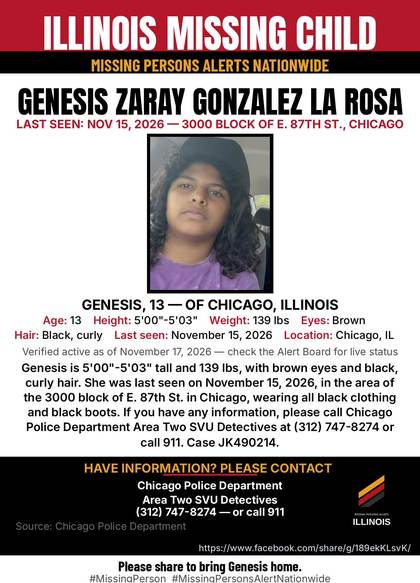 ILLINOIS MISSING CHILD
MISSING PERSONS ALERTS NATIONWIDE
GENESIS ZARAY GONZALEZ LA ROSA
LAST SEEN: NOV 15, 2026 — 3000 BLOCK OF E. 87TH ST., CHICAGO
GENESIS, 13 — OF CHICAGO, ILLINOIS
Age: 13 Height: 5'00"-5'03" Weight: 139 lbs Eyes: Brown
Hair: Black, curly Last seen: November 15, 2026 Location: Chicago, IL
Verified active as of November 17, 2026 — check the Alert Board for live status
Genesis is 5'00"-5'03" tall and 139 lbs, with brown eyes and black,
curly hair. She was last seen on November 15, 2026, in the area of
the 3000 block of E. 87th St. in Chicago, wearing all black clothing
and black boots. If you have any information, please call Chicago
Police Department Area Two SVU Detectives at (312) 747-8274 or
call 911. Case JK490214.
HAVE INFORMATION? PLEASE CONTACT
Chicago Police Department
Area Two SVU Detectives
(312) 747-8274 — or call 911
MISSING PERSONS ALERTS
ILLINOIS
Source: Chicago Police Department
https://www.facebook.com/share/g/189ekKLsvK/
Please share to bring Genesis home.
#MissingPerson #MissingPersonsAlertNationwide